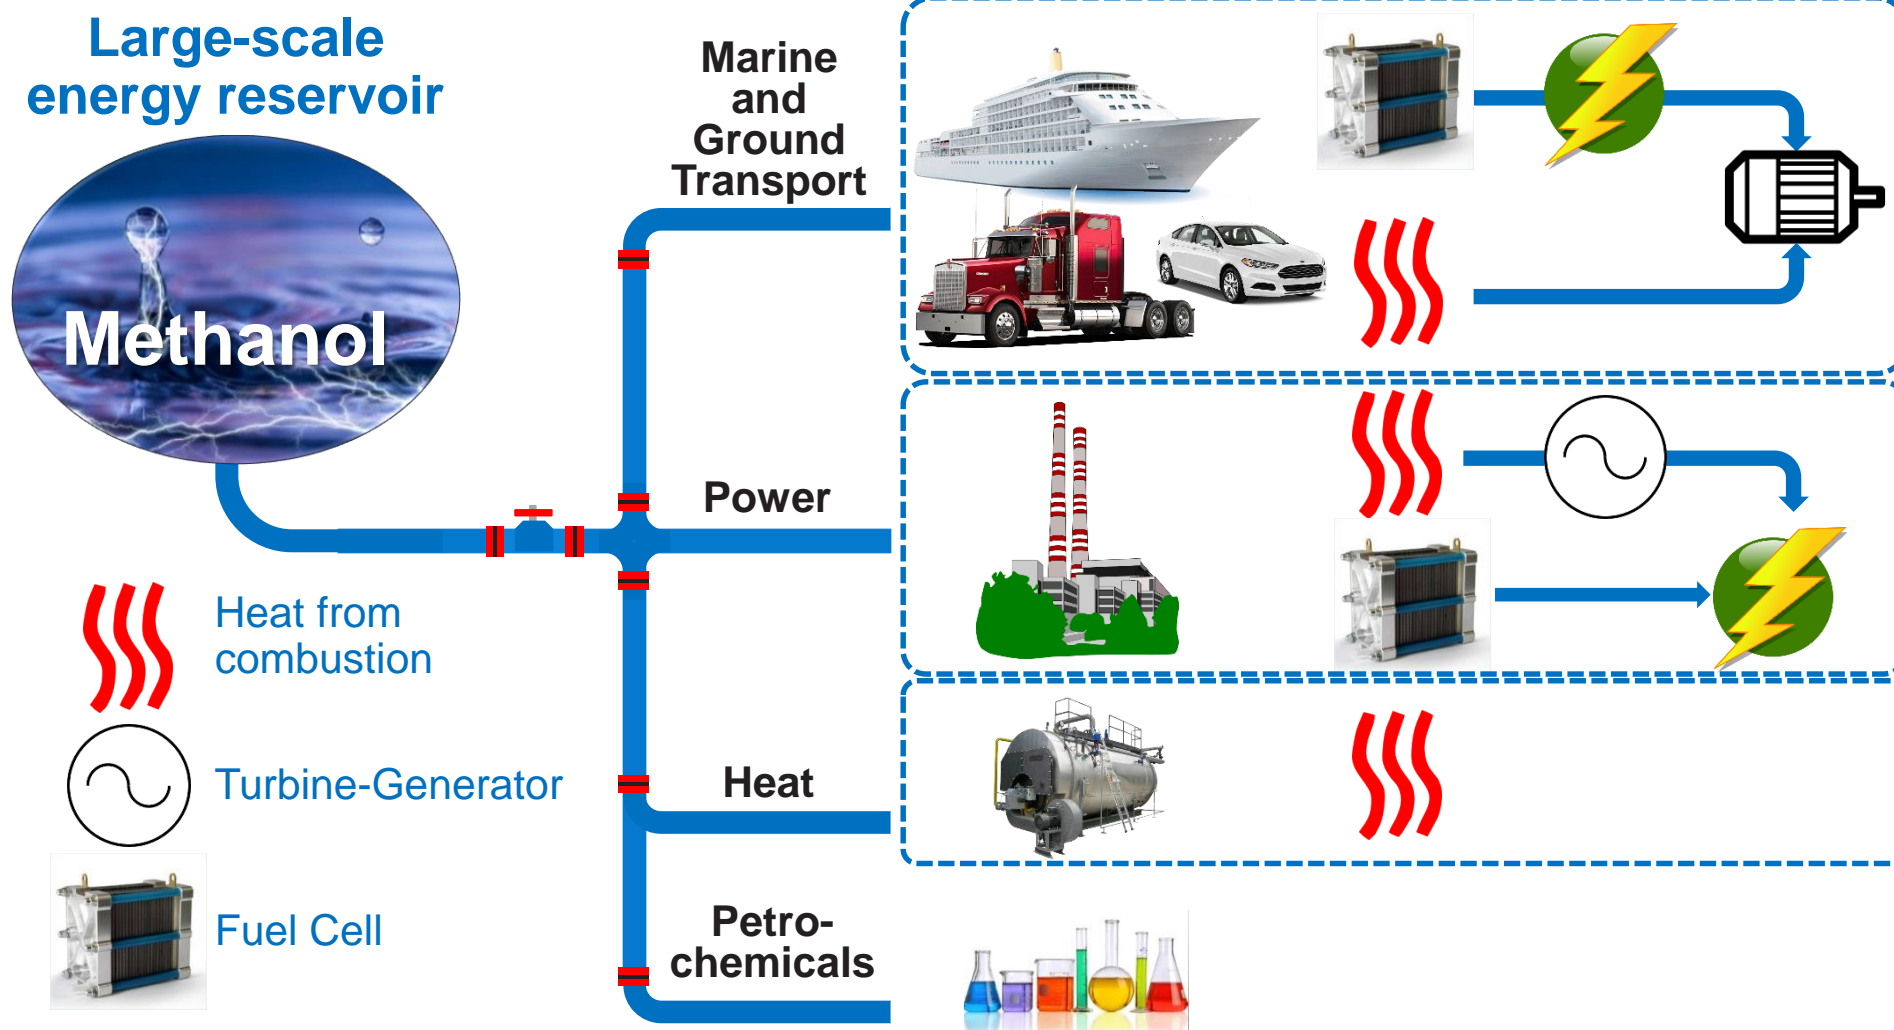 Large-scale
energy reservoir
Methanol
Marine
and
Ground
Transport
Power
Heat
Petro-
chemicals
Heat from
combustion
Turbine-Generator
Fuel Cell